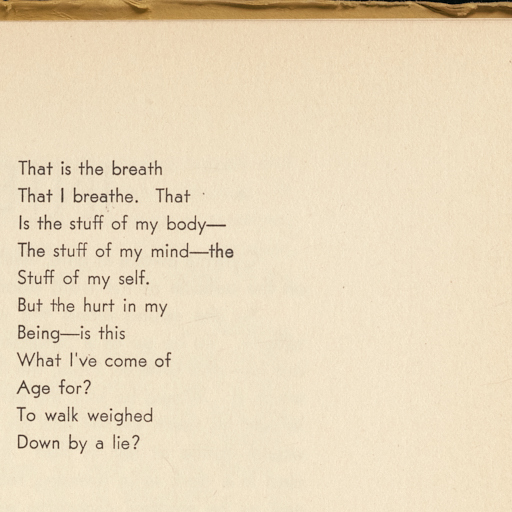 That is the breath
That I breathe.  That
Is the stuff of my body—
The stuff of my mind—the
Stuff of my self.
But the hurt in my
Being—is this
What I've come of
Age for?
To walk weighed
Down by a lie?